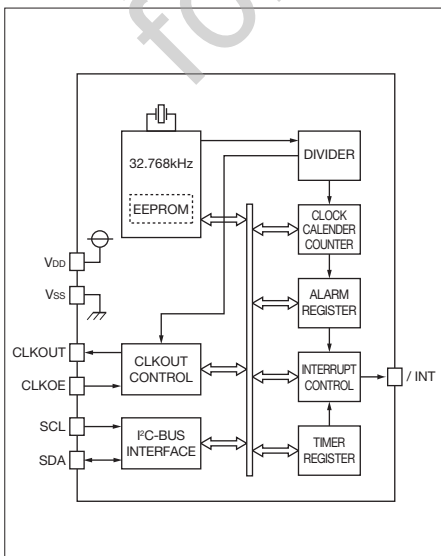 for
32.768kHz
EEPROM
DIVIDER
CLOCK
CALENDER
COUNTER
VDD
VSS
ALARM
REGISTER
CLKOUT
CLKOE
CLKOUT
CONTROL
INTERRUPT
CONTROL
/ INT
SCL
SDA
I²C-BUS
INTERFACE
TIMER
REGISTER